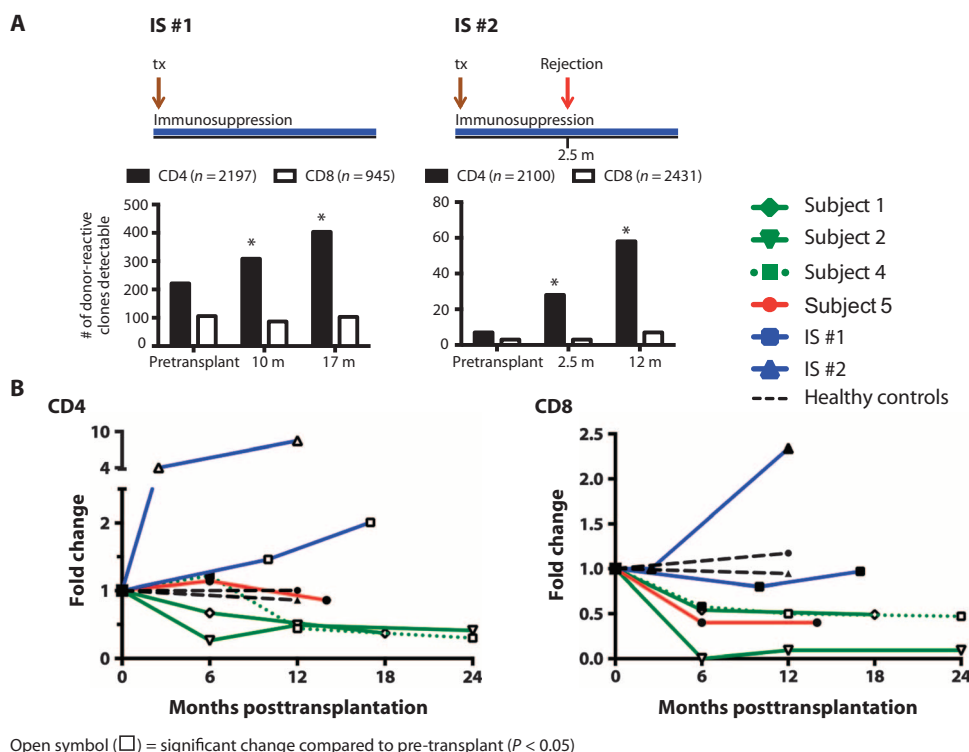 A
IS #1
IS #2
tx
tx
Rejection
Immunosuppression
Immunosuppression
2.5 m
CD4 (n = 2197)
CD8 (n = 945)
CD4 (n = 2100)
CD8 (n = 2431)
# of donor-reactive
clones detectable
500
400
300
200
100
0
*
*
Pretransplant
10 m
17 m
80
60
40
20
0
*
*
Pretransplant
2.5 m
12 m
Subject 1
Subject 2
Subject 4
Subject 5
IS #1
IS #2
Healthy controls
B
CD4
Fold change
10
4
2
1
0
0
6
12
18
24
Months posttransplantation
CD8
Fold change
2.5
2.0
1.5
1.0
0.5
0.0
0
6
12
18
24
Months posttransplantation
Open symbol (□) = significant change compared to pre-transplant (P < 0.05)